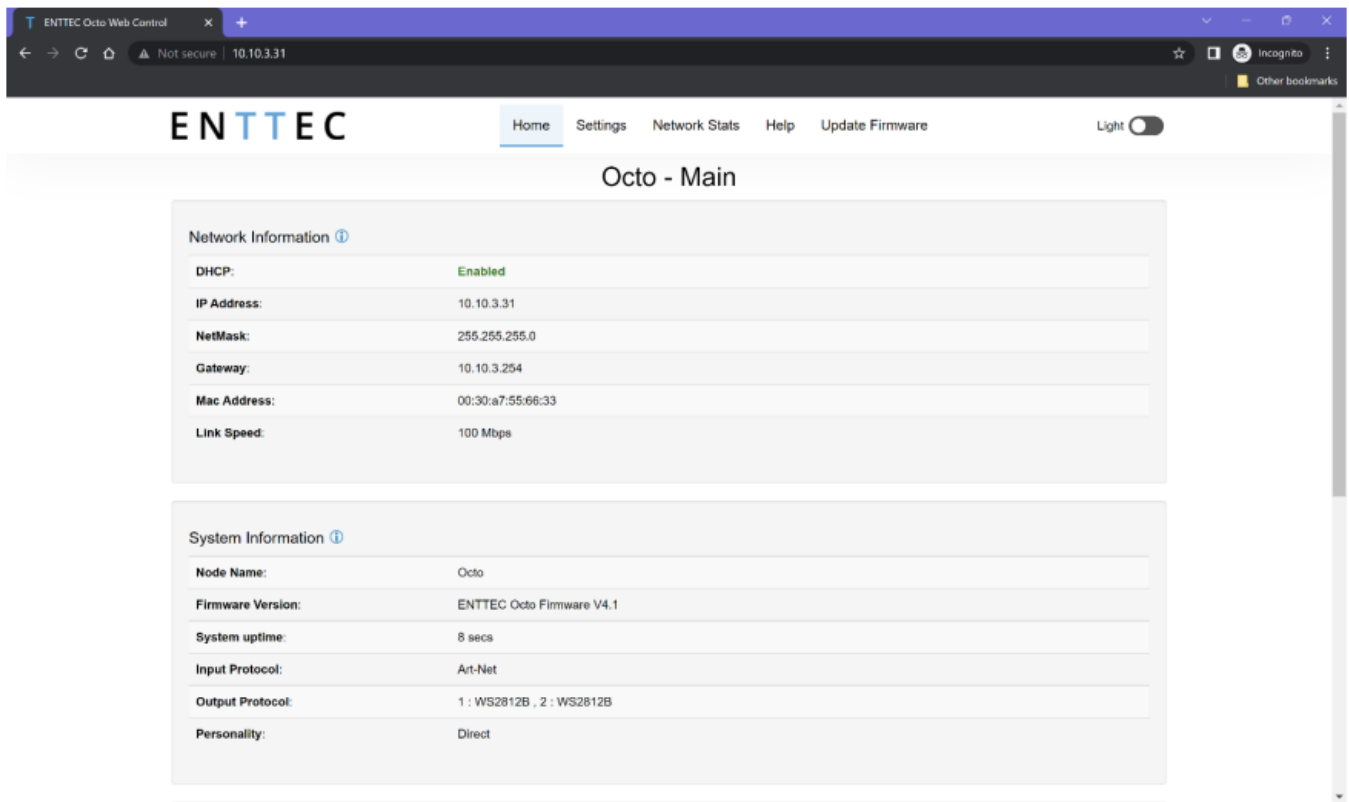 ENTTEC Octo Web Control
Not secure 10.10.3.31
Incognito
Other bookmarks
ENTTEC Home Settings Network Stats Help Update Firmware Light
Octo - Main
Network Information
DHCP: Enabled
IP Address: 10.10.3.31
NetMask: 255.255.255.0
Gateway: 10.10.3.254
Mac Address: 00:30:a7:55:66:33
Link Speed: 100 Mbps
System Information
Node Name: Octo
Firmware Version: ENTTEC Octo Firmware V4.1
System uptime: 8 secs
Input Protocol: Art-Net
Output Protocol: 1 : WS2812B , 2 : WS2812B
Personality: Direct